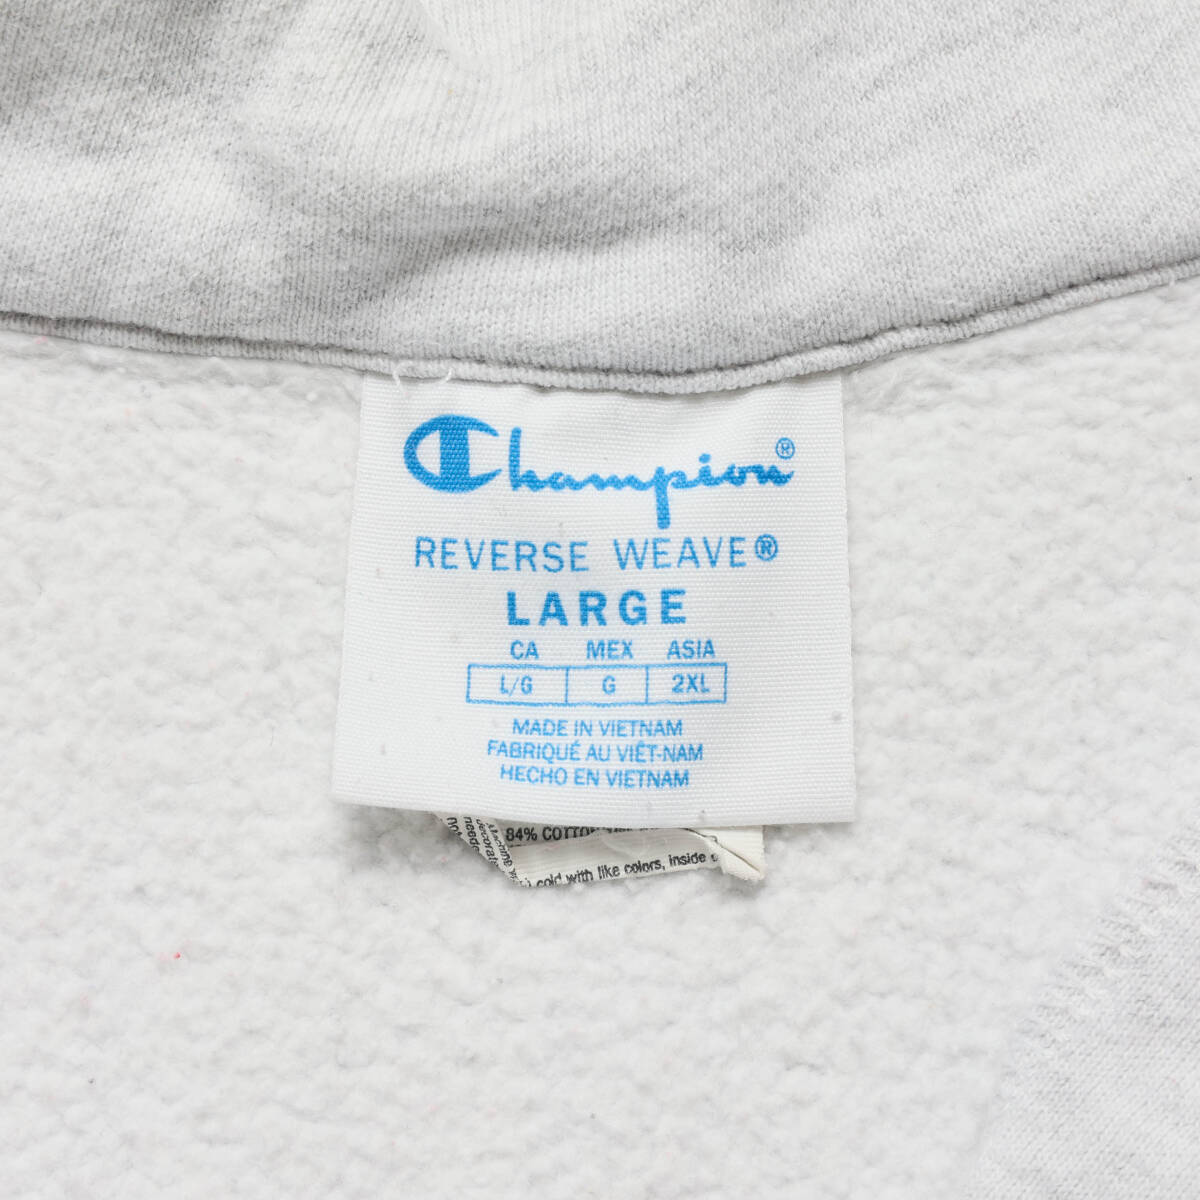 Champion®
REVERSE WEAVE®
LARGE
CA MEX ASIA
L/G G 2XL
MADE IN VIETNAM
FABRIQUÉ AU VIÊT-NAM
HECHO EN VIETNAM
84% COTTON
cold with like colors, inside